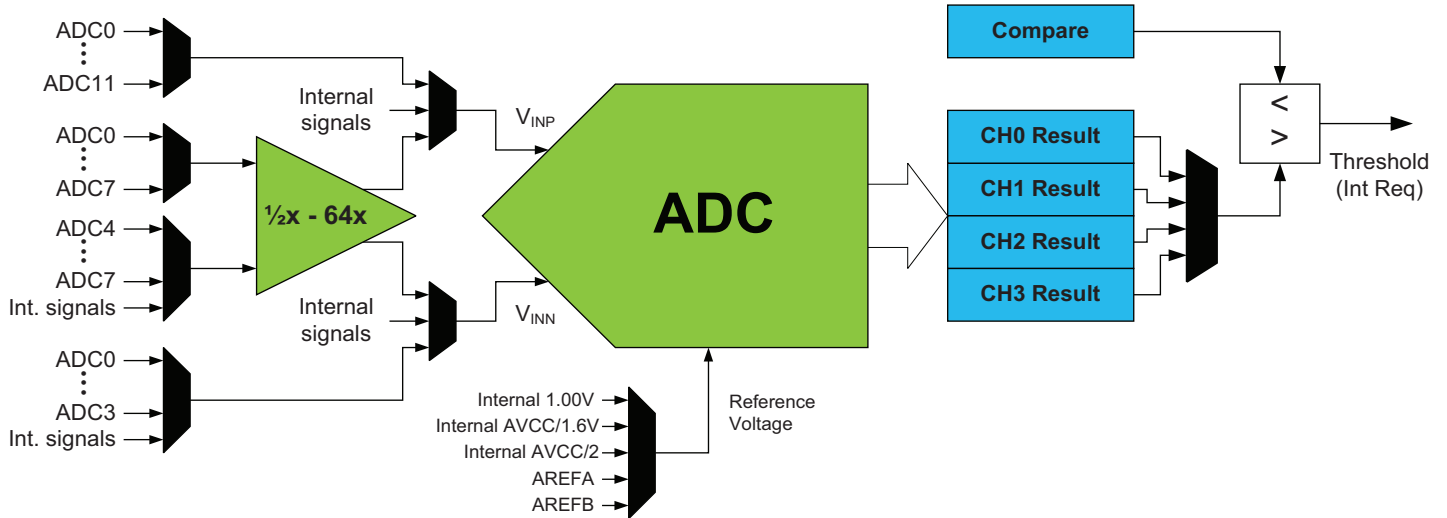 ADC0
ADC11
ADC0
ADC7
ADC4
ADC7
Int. signals
ADC0
ADC3
Int. signals
½x - 64x
Internal
signals
Internal
signals
VINP
VINN
ADC
Internal 1.00V
Internal AVCC/1.6V
Internal AVCC/2
AREFA
AREFB
Reference
Voltage
Compare
CH0 Result
CH1 Result
CH2 Result
CH3 Result
<
>
Threshold
(Int Req)